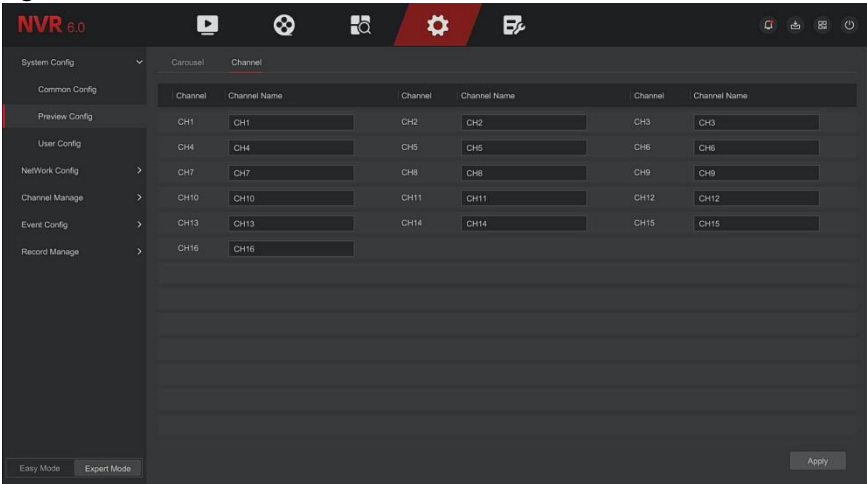 NVR 6.0
System Config
Common Config
Preview Config
User Config
NetWork Config
Channel Manage
Event Config
Record Manage
Easy Mode Expert Mode
Carousel Channel
Channel Channel Name Channel Channel Name Channel Channel Name
CH1 CH1 CH2 CH2 CH3 CH3
CH4 CH4 CH5 CH5 CH6 CH6
CH7 CH7 CH8 CH8 CH9 CH9
CH10 CH10 CH11 CH11 CH12 CH12
CH13 CH13 CH14 CH14 CH15 CH15
CH16 CH16
Apply